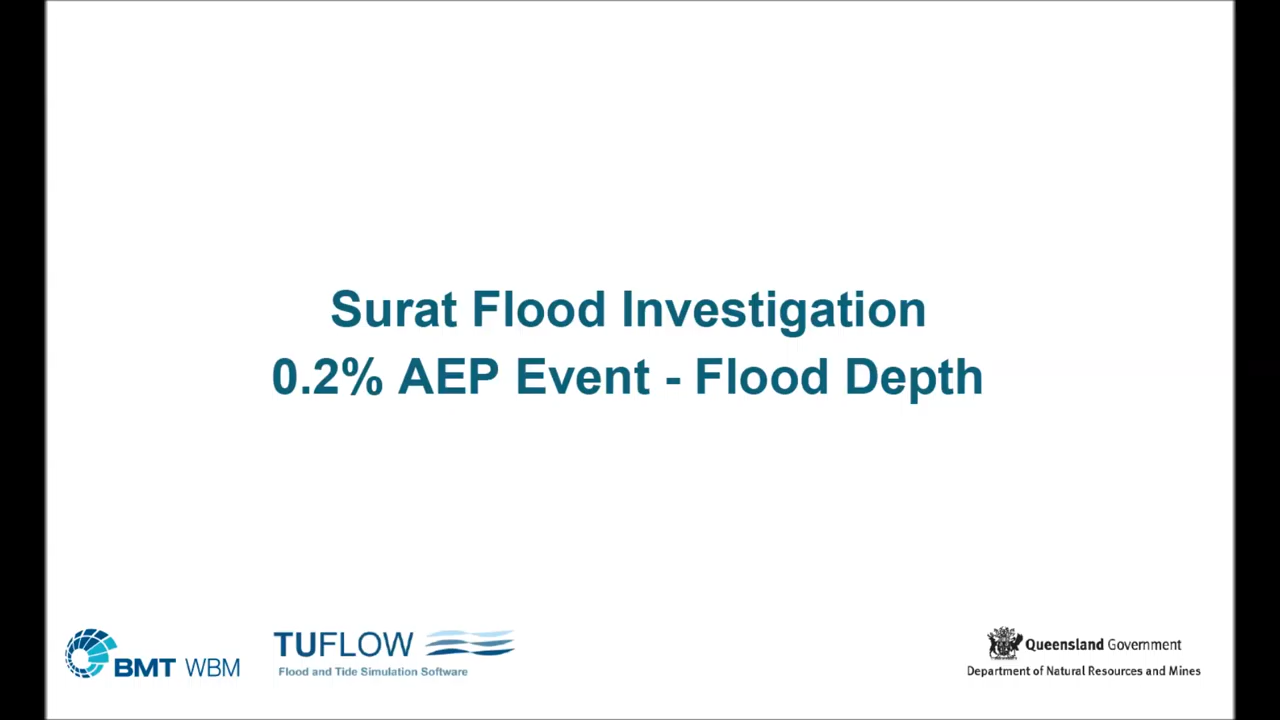 Surat Flood Investigation
0.2% AEP Event - Flood Depth
BMT WBM
TUFLOW
Flood and Tide Simulation Software
Queensland Government
Department of Natural Resources and Mines